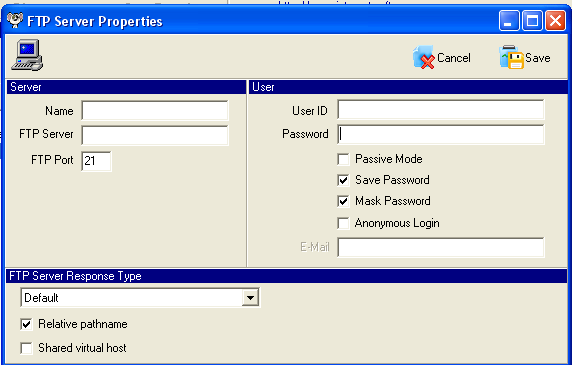 FTP Server Properties
Cancel
Save
Server
User
Name
User ID
FTP Server
Password
FTP Port 21
Passive Mode
Save Password
Mask Password
Anonymous Login
E-Mail
FTP Server Response Type
Default
Relative pathname
Shared virtual host